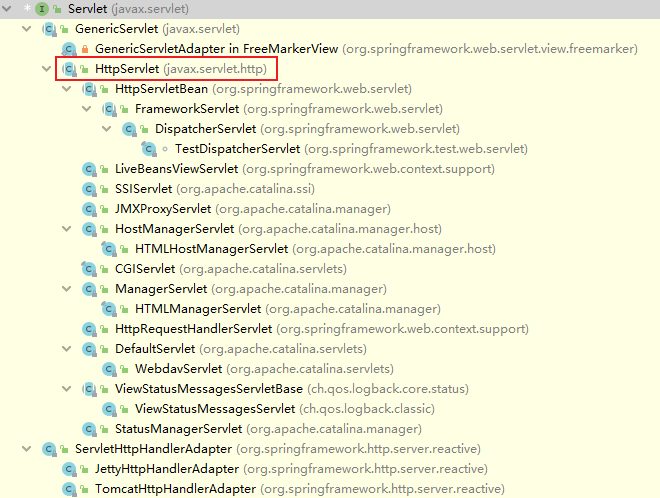 Servlet (javax.servlet)
GenericServlet (javax.servlet)
GenericServletAdapter in FreeMarkerView (org.springframework.web.servlet.view.freemarker)
HttpServlet (javax.servlet.http)
HttpServletBean (org.springframework.web.servlet)
FrameworkServlet (org.springframework.web.servlet)
DispatcherServlet (org.springframework.web.servlet)
TestDispatcherServlet (org.springframework.test.web.servlet)
LiveBeansViewServlet (org.springframework.web.context.support)
SSIServlet (org.apache.catalina.ssi)
JMXProxyServlet (org.apache.catalina.manager)
HostManagerServlet (org.apache.catalina.manager.host)
HTMLHostManagerServlet (org.apache.catalina.manager.host)
CGIServlet (org.apache.catalina.servlets)
ManagerServlet (org.apache.catalina.manager)
HTMLManagerServlet (org.apache.catalina.manager)
HttpRequestHandlerServlet (org.springframework.web.context.support)
DefaultServlet (org.apache.catalina.servlets)
WebdavServlet (org.apache.catalina.servlets)
ViewStatusMessagesServletBase (ch.qos.logback.core.status)
ViewStatusMessagesServlet (ch.qos.logback.classic)
StatusManagerServlet (org.apache.catalina.manager)
ServletHttpHandlerAdapter (org.springframework.http.server.reactive)
JettyHttpHandlerAdapter (org.springframework.http.server.reactive)
TomcatHttpHandlerAdapter (org.springframework.http.server.reactive)